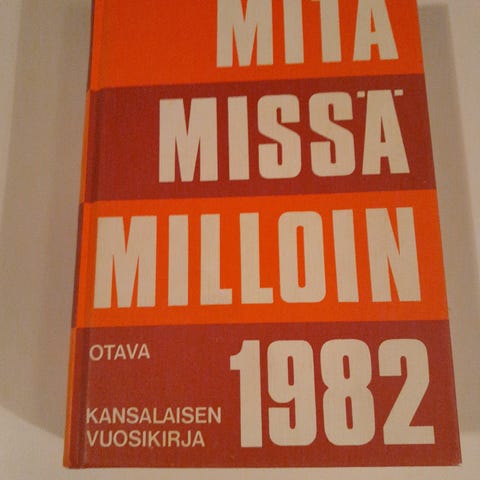 MITÄ
MISSÄ
MILLOIN
OTAVA
1982
KANSALAISEN
VUOSIKIRJA